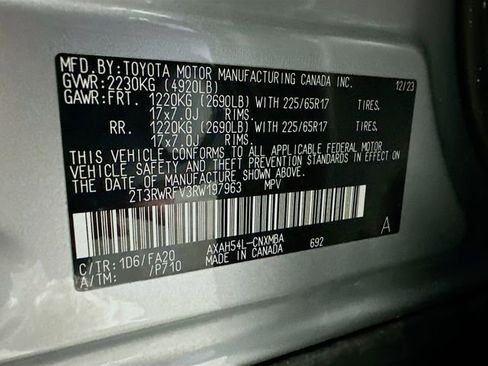 MFD. BY: TOYOTA MOTOR MANUFACTURING CANADA INC. 12/23
GVWR: 2230KG (4920LB)
GAWR: FRT. 1220KG (2690LB) WITH 225/65R17 TIRES.
17x7.0J RIMS.
RR. 1220KG (2690LB) WITH 225/65R17 TIRES.
17x7.0J RIMS.
THIS VEHICLE CONFORMS TO ALL APPLICABLE FEDERAL MOTOR
VEHICLE SAFETY AND THEFT PREVENTION STANDARDS IN EFFECT
ON THE DATE OF MANUFACTURE SHOWN ABOVE.
2T3RWRFV3RW197963 MPV
C/TR: 1D6/FA20 AXAH54L-CNXMBA 692 A
A/TM: /P710 MADE IN CANADA